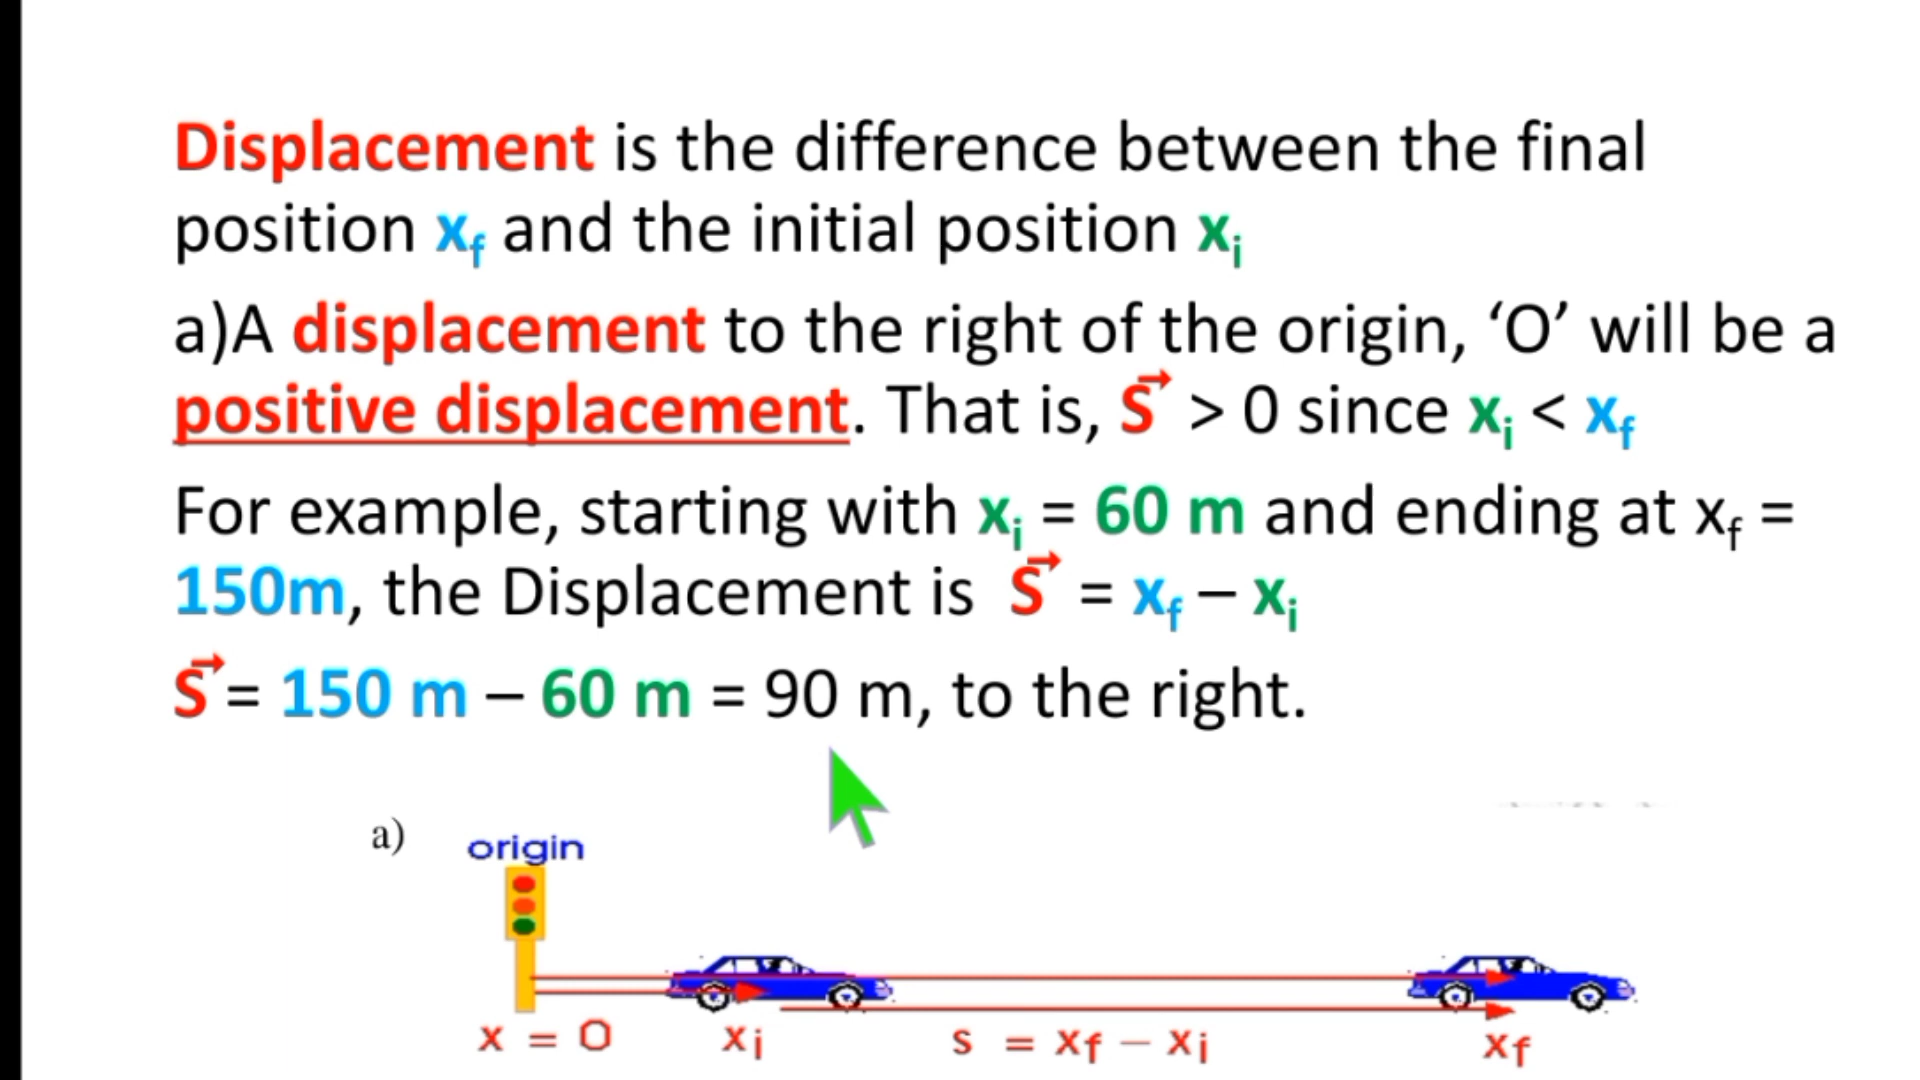 Displacement is the difference between the final
position xf and the initial position xi
a)A displacement to the right of the origin, ‘O’ will be a
positive displacement. That is, S⃗ > 0 since xi < xf
For example, starting with xi = 60 m and ending at xf =
150m, the Displacement is S⃗ = xf – xi
S⃗ = 150 m – 60 m = 90 m, to the right.
a)
origin
x = 0
xi
s = xf – xi
xf